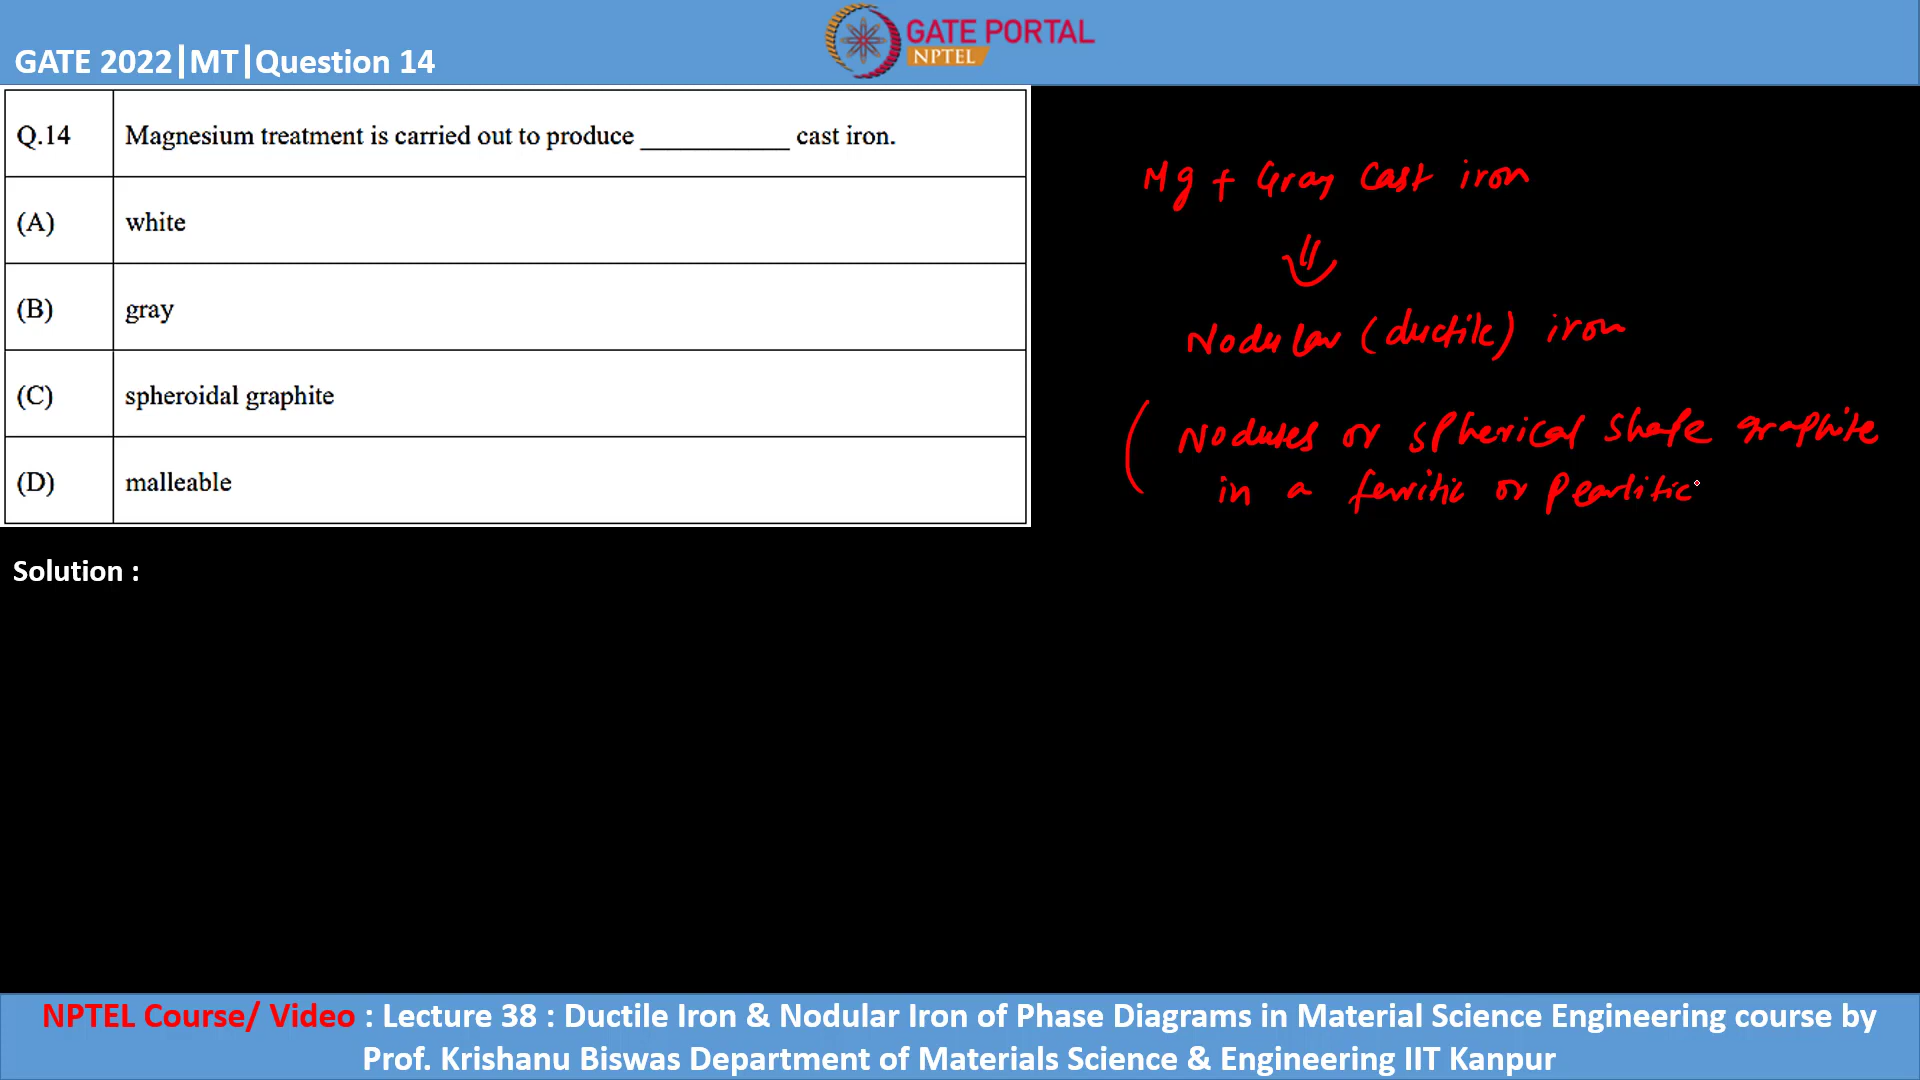 GATE PORTAL
NPTEL
GATE 2022|MT|Question 14
Q.14 Magnesium treatment is carried out to produce ___________ cast iron.
(A) white
(B) gray
(C) spheroidal graphite
(D) malleable
Mg + Gray Cast iron
⇓
Nodular (ductile) iron
( Nodules or spherical shape graphite
in a ferritic or Pearlitic
Solution :
NPTEL Course/ Video : Lecture 38 : Ductile Iron & Nodular Iron of Phase Diagrams in Material Science Engineering course by
Prof. Krishanu Biswas Department of Materials Science & Engineering IIT Kanpur